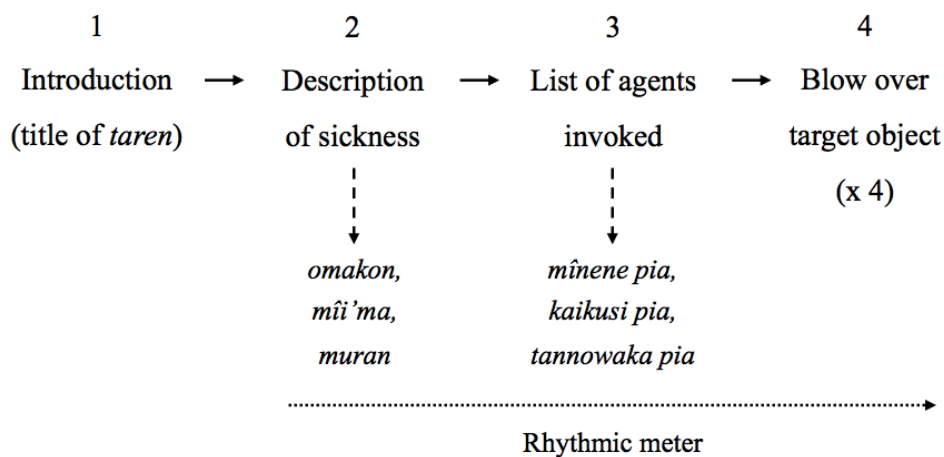 1 2 3 4
Introduction Description List of agents Blow over
(title of taren) of sickness invoked target object
(x 4)
omakon, mînene pia,
mîi’ma, kaikusi pia,
muran tannowaka pia
Rhythmic meter